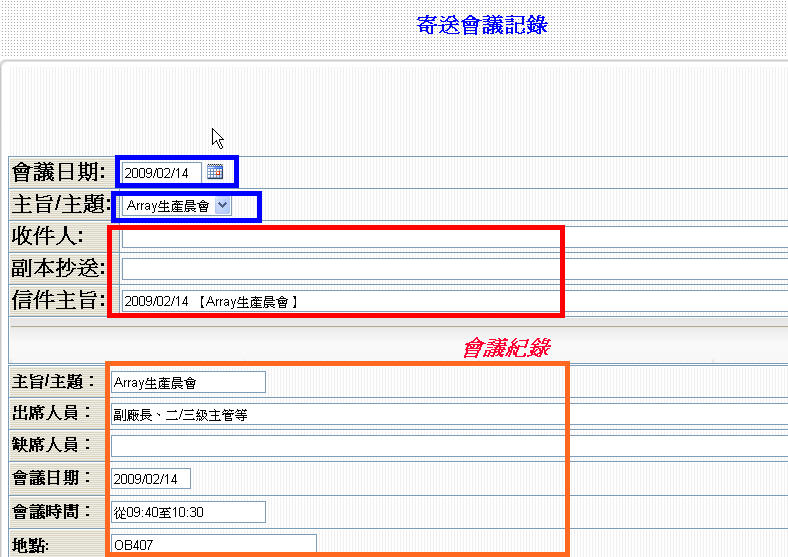 寄送會議記錄
會議日期: 2009/02/14
主旨/主題: Array生產晨會
收件人:
副本抄送:
信件主旨: 2009/02/14 【Array生產晨會】
會議紀錄
主旨/主題： Array生產晨會
出席人員： 副廠長、二/三級主管等
缺席人員：
會議日期： 2009/02/14
會議時間： 從09:40至10:30
地點: OB407